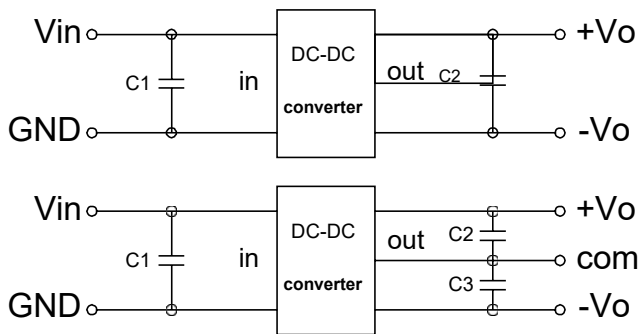 Vin
+Vo
DC-DC
C1
in
out
C2
converter
GND
-Vo
Vin
+Vo
DC-DC
C2
C1
in
out
com
converter
C3
GND
-Vo